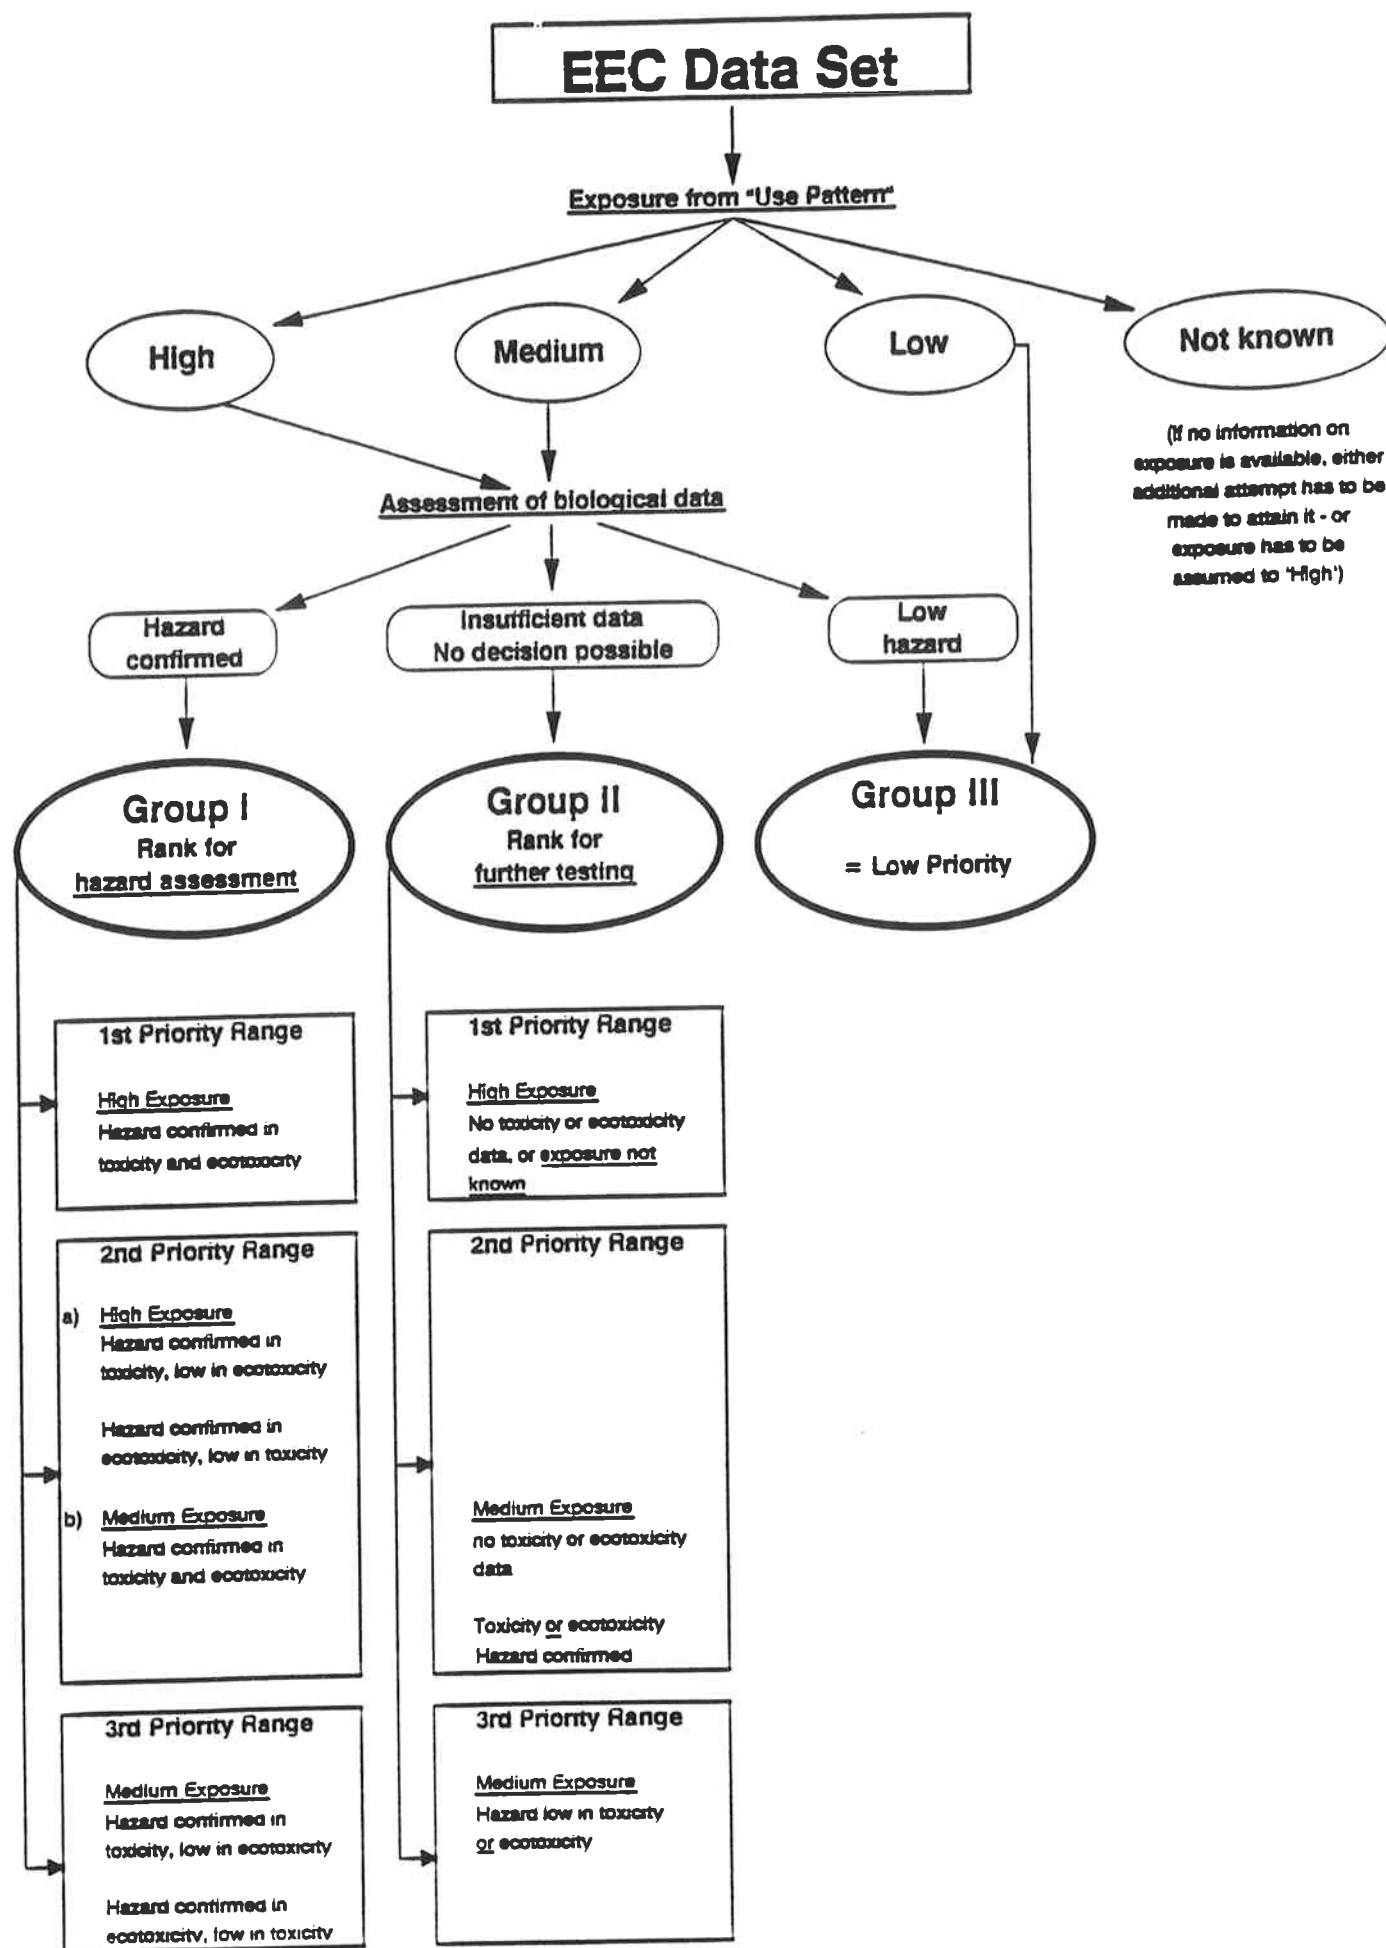 EEC Data Set
Exposure from "Use Pattern"
High
Medium
Low
Not known
(If no information on
exposure is available, either
additional attempt has to be
made to attain it - or
exposure has to be
assumed to 'High')
Assessment of biological data
Hazard
confirmed
Insufficient data
No decision possible
Low
hazard
Group I
Rank for
hazard assessment
Group II
Rank for
further testing
Group III
= Low Priority
1st Priority Range
High Exposure
Hazard confirmed in
toxicity and ecotoxocity
2nd Priority Range
a) High Exposure
Hazard confirmed in
toxicity, low in ecotoxicity
Hazard confirmed in
ecotoxicity, low in toxicity
b) Medium Exposure
Hazard confirmed in
toxicity and ecotoxicity
3rd Priority Range
Medium Exposure
Hazard confirmed in
toxicity, low in ecotoxicity
Hazard confirmed in
ecotoxicity, low in toxicity
1st Priority Range
High Exposure
No toxicity or ecotoxicity
data, or exposure not
known
2nd Priority Range
Medium Exposure
no toxicity or ecotoxicity
data
Toxicity or ecotoxicity
Hazard confirmed
3rd Priority Range
Medium Exposure
Hazard low in toxicity
or ecotoxicity